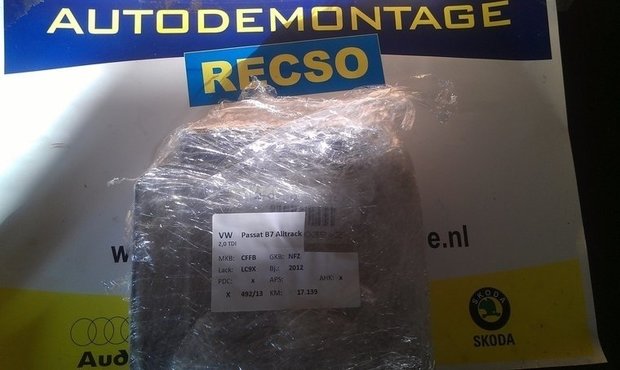 AUTODEMONTAGE
RECSO
VW Passat B7 Alltrack
2,0 TDI
MKB: CFFB GKB: NFZ
Lack: LC9X Bj.: 2012
PDC: x APS: AHK: x
X 492/13 KM: 17.135
w
e.nl
Aud
SKODA
SKODA